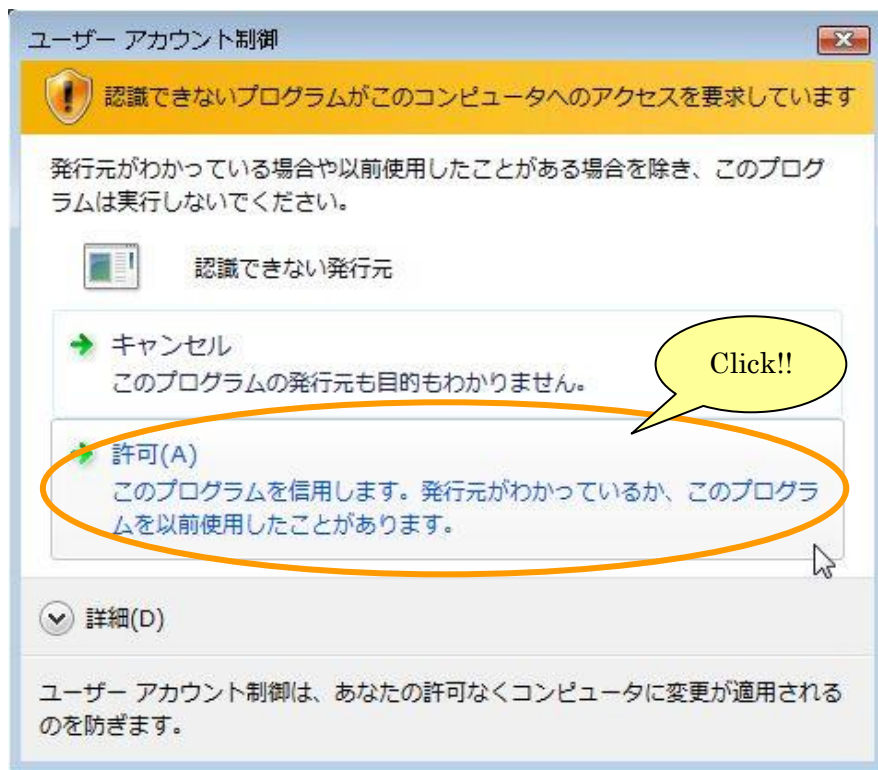 ユーザー アカウント制御
認識できないプログラムがこのコンピュータへのアクセスを要求しています
発行元がわかっている場合や以前使用したことがある場合を除き、このプログ
ラムは実行しないでください。
認識できない発行元
キャンセル
このプログラムの発行元も目的もわかりません。
Click!!
許可(A)
このプログラムを信用します。発行元がわかっているか、このプログラ
ムを以前使用したことがあります。
詳細(D)
ユーザー アカウント制御は、あなたの許可なくコンピュータに変更が適用される
のを防ぎます。